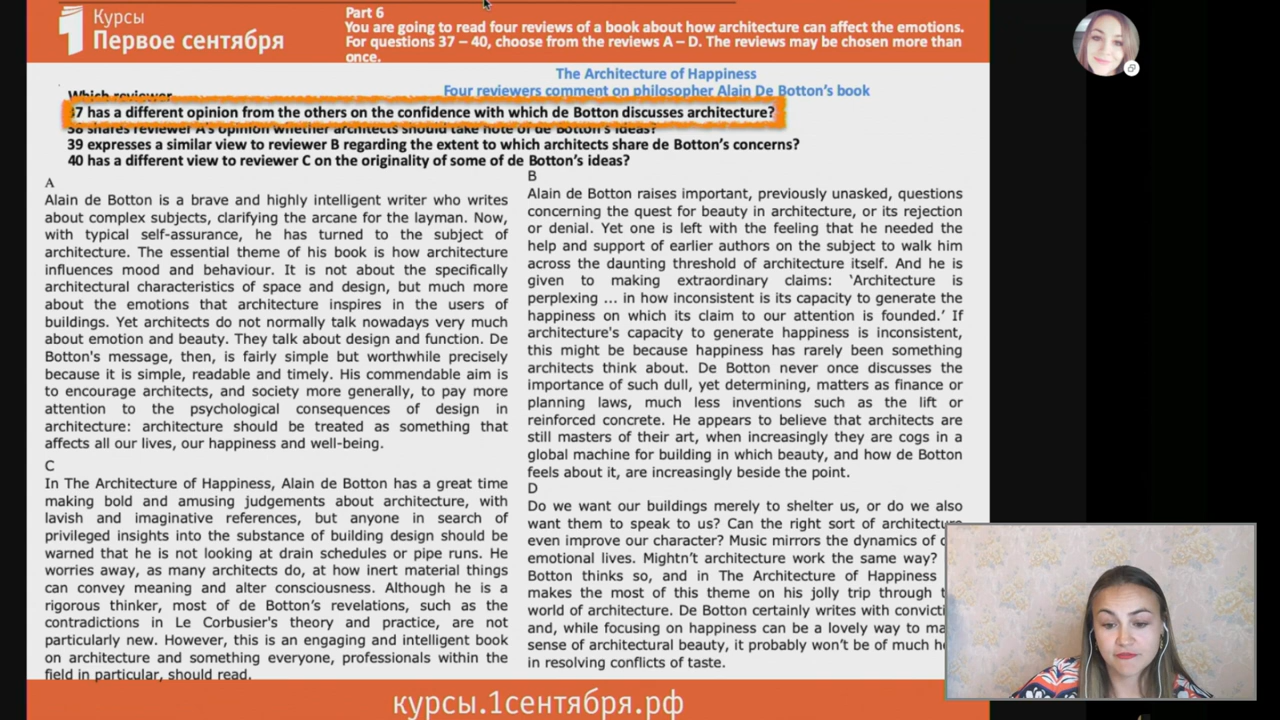 Курсы
Первое сентября
Part 6
You are going to read four reviews of a book about how architecture can affect the emotions.
For questions 37 – 40, choose from the reviews A – D. The reviews may be chosen more than
once.
The Architecture of Happiness
Four reviewers comment on philosopher Alain De Botton's book
Which reviewer
37 has a different opinion from the others on the confidence with which de Botton discusses architecture?
38 shares reviewer A's opinion whether architects should take note of de Botton's ideas?
39 expresses a similar view to reviewer B regarding the extent to which architects share de Botton's concerns?
40 has a different view to reviewer C on the originality of some of de Botton's ideas?
A
Alain de Botton is a brave and highly intelligent writer who writes
about complex subjects, clarifying the arcane for the layman. Now,
with typical self-assurance, he has turned to the subject of
architecture. The essential theme of his book is how architecture
influences mood and behaviour. It is not about the specifically
architectural characteristics of space and design, but much more
about the emotions that architecture inspires in the users of
buildings. Yet architects do not normally talk nowadays very much
about emotion and beauty. They talk about design and function. De
Botton's message, then, is fairly simple but worthwhile precisely
because it is simple, readable and timely. His commendable aim is
to encourage architects, and society more generally, to pay more
attention to the psychological consequences of design in
architecture: architecture should be treated as something that
affects all our lives, our happiness and well-being.
B
Alain de Botton raises important, previously unasked, questions
concerning the quest for beauty in architecture, or its rejection
or denial. Yet one is left with the feeling that he needed the
help and support of earlier authors on the subject to walk him
across the daunting threshold of architecture itself. And he is
given to making extraordinary claims: 'Architecture is
perplexing ... in how inconsistent is its capacity to generate the
happiness on which its claim to our attention is founded.' If
architecture's capacity to generate happiness is inconsistent,
this might be because happiness has rarely been something
architects think about. De Botton never once discusses the
importance of such dull, yet determining, matters as finance or
planning laws, much less inventions such as the lift or
reinforced concrete. He appears to believe that architects are
still masters of their art, when increasingly they are cogs in a
global machine for building in which beauty, and how de Botton
feels about it, are increasingly beside the point.
C
In The Architecture of Happiness, Alain de Botton has a great time
making bold and amusing judgements about architecture, with
lavish and imaginative references, but anyone in search of
privileged insights into the substance of building design should be
warned that he is not looking at drain schedules or pipe runs. He
worries away, as many architects do, at how inert material things
can convey meaning and alter consciousness. Although he is a
rigorous thinker, most of de Botton's revelations, such as the
contradictions in Le Corbusier's theory and practice, are not
particularly new. However, this is an engaging and intelligent book
on architecture and something everyone, professionals within the
field in particular, should read.
D
Do we want our buildings merely to shelter us, or do we also
want them to speak to us? Can the right sort of architecture
even improve our character? Music mirrors the dynamics of
emotional lives. Mightn't architecture work the same way?
Botton thinks so, and in The Architecture of Happiness
makes the most of this theme on his jolly trip through
world of architecture. De Botton certainly writes with
and, while focusing on happiness can be a lovely way to
sense of architectural beauty, it probably won't be of much
in resolving conflicts of taste.
курсы.1сентября.рф